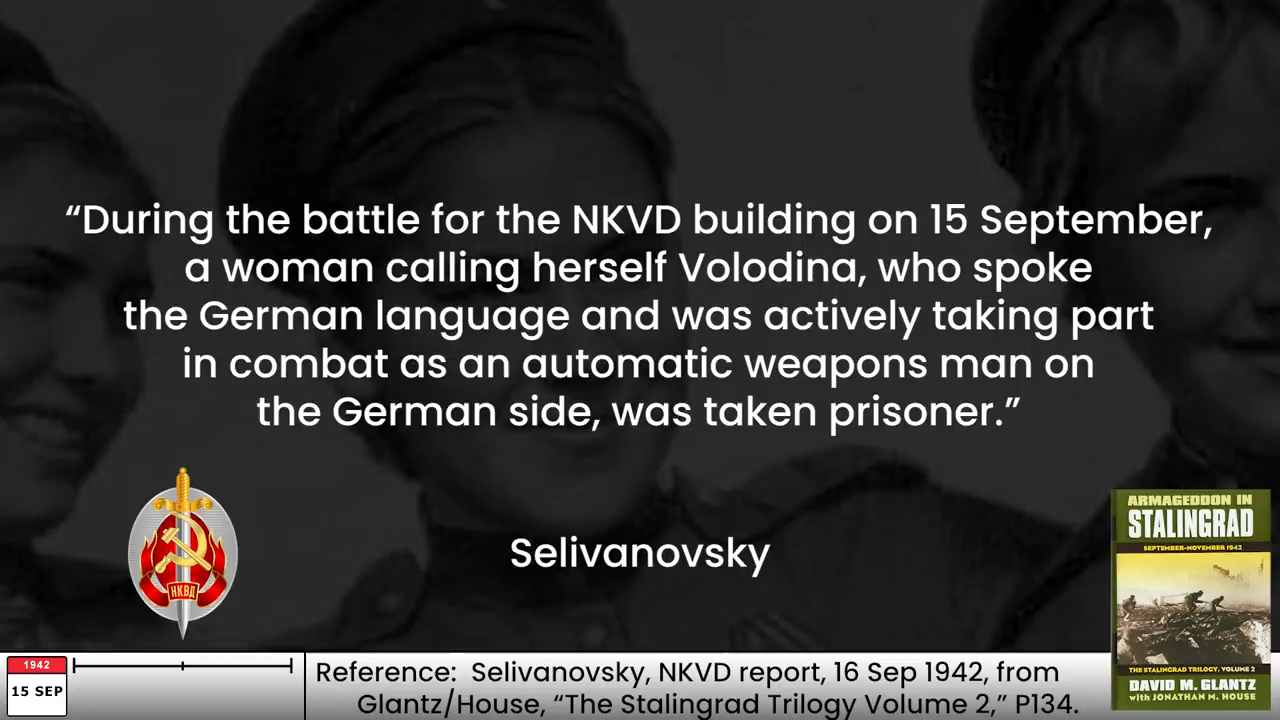 “During the battle for the NKVD building on 15 September,
a woman calling herself Volodina, who spoke
the German language and was actively taking part
in combat as an automatic weapons man on
the German side, was taken prisoner.”
Selivanovsky
НКВД
ARMAGEDDON IN
STALINGRAD
SEPTEMBER-NOVEMBER 1942
THE STALINGRAD TRILOGY, VOLUME 2
DAVID M. GLANTZ
with JONATHAN M. HOUSE
1942
15 SEP
Reference: Selivanovsky, NKVD report, 16 Sep 1942, from
Glantz/House, “The Stalingrad Trilogy Volume 2,” P134.